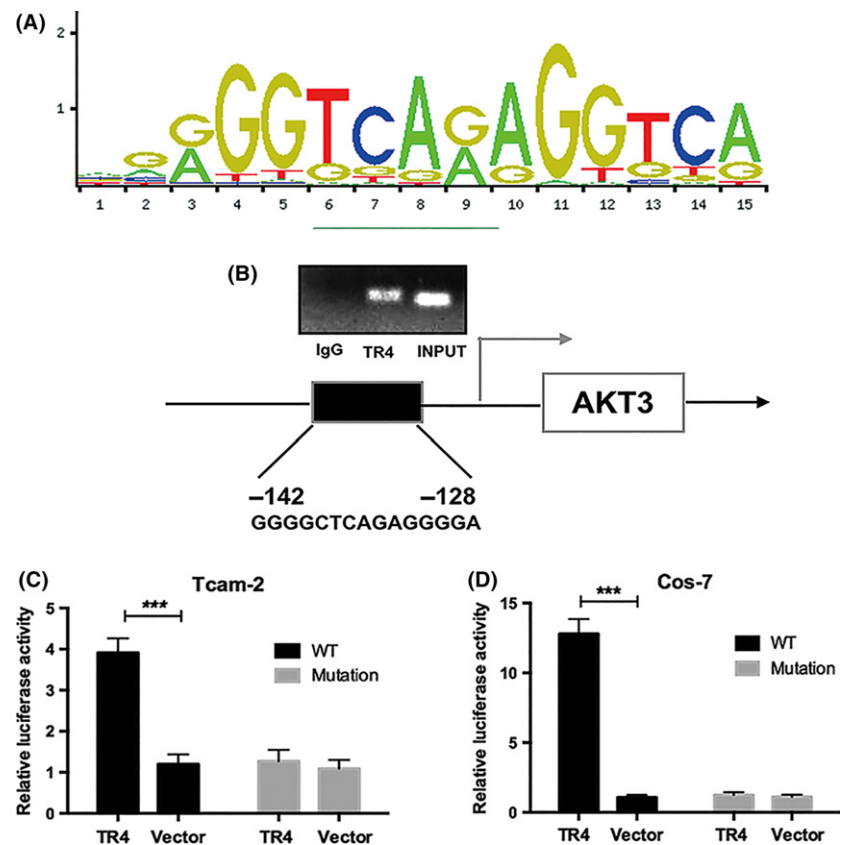 (A)
2
1
GGTCAGAGGTCA
1 2 3 4 5 6 7 8 9 10 11 12 13 14 15
(B)
IgG TR4 INPUT
AKT3
–142 –128
GGGGCTCAGAGGGGA
(C)
Tcam-2
Relative luciferase activity
5
4
3
2
1
0
***
WT
Mutation
TR4 Vector TR4 Vector
(D)
Cos-7
Relative luciferase activity
15
10
5
0
***
WT
Mutation
TR4 Vector TR4 Vector